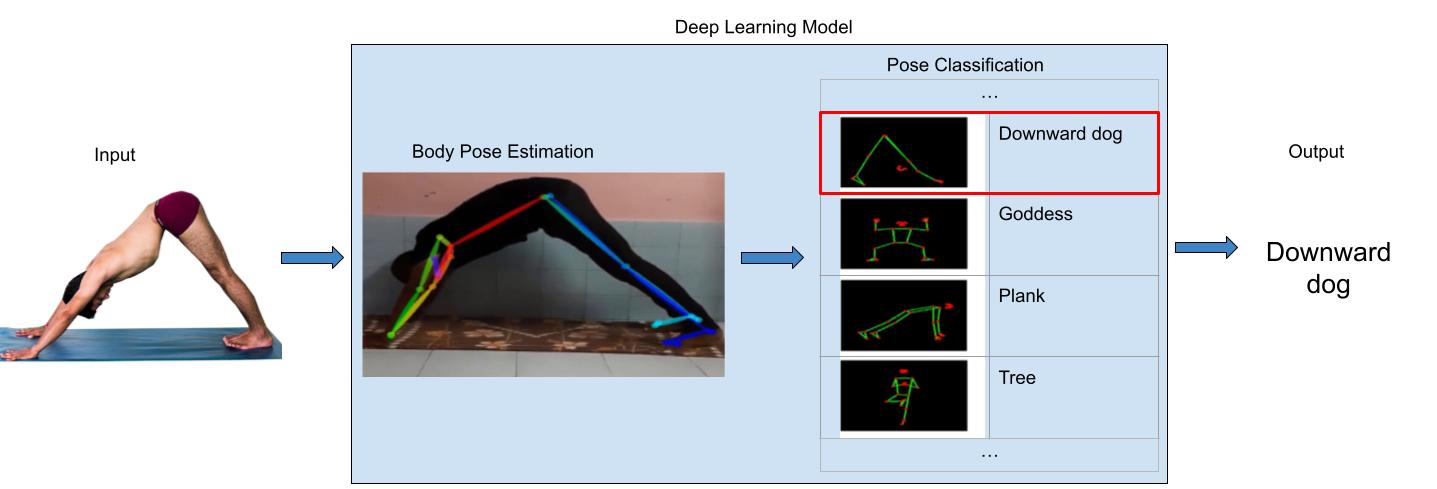 Deep Learning Model
Pose Classification
...
Input
Body Pose Estimation
Downward dog
Goddess
Plank
Tree
...
Output
Downward
dog